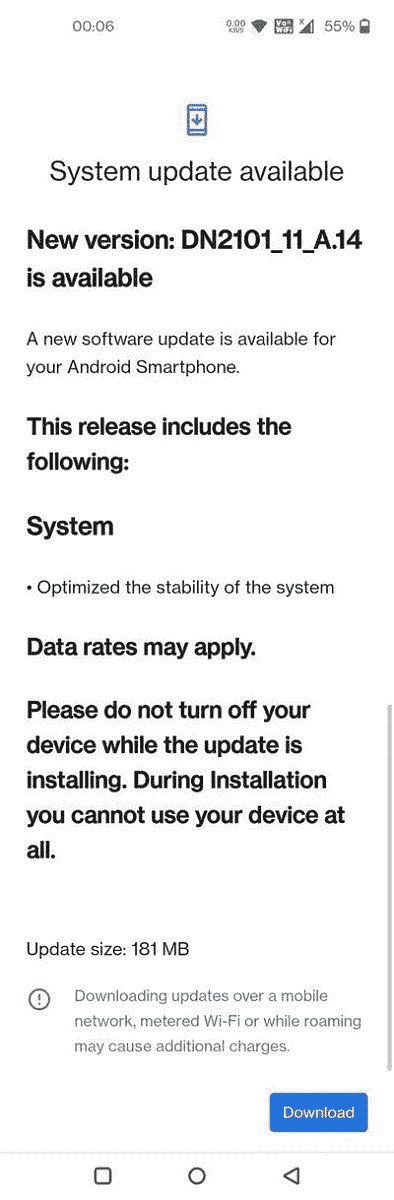 00:06
0.00 KB/S
Vo WiFi
x
55%
System update available
New version: DN2101_11_A.14
is available
A new software update is available for
your Android Smartphone.
This release includes the
following:
System
• Optimized the stability of the system
Data rates may apply.
Please do not turn off your
device while the update is
installing. During Installation
you cannot use your device at
all.
Update size: 181 MB
Downloading updates over a mobile
network, metered Wi-Fi or while roaming
may cause additional charges.
Download